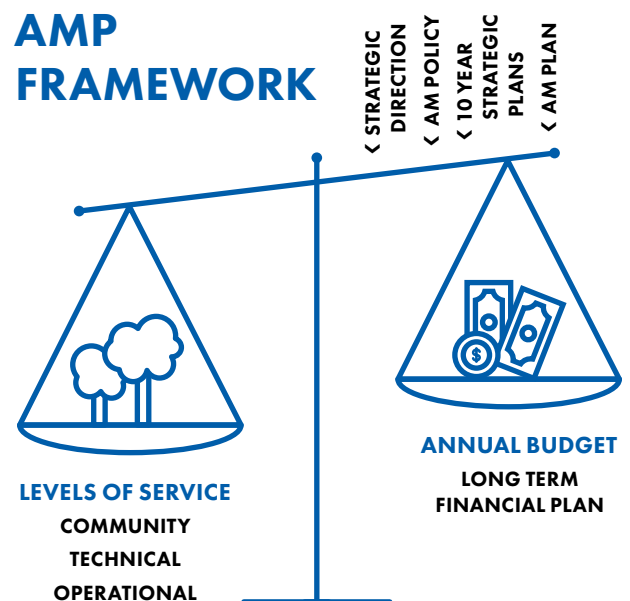 AMP
FRAMEWORK
< STRATEGIC
DIRECTION
< AM POLICY
< 10 YEAR
STRATEGIC
PLANS
< AM PLAN
$
ANNUAL BUDGET
LONG TERM
FINANCIAL PLAN
LEVELS OF SERVICE
COMMUNITY
TECHNICAL
OPERATIONAL